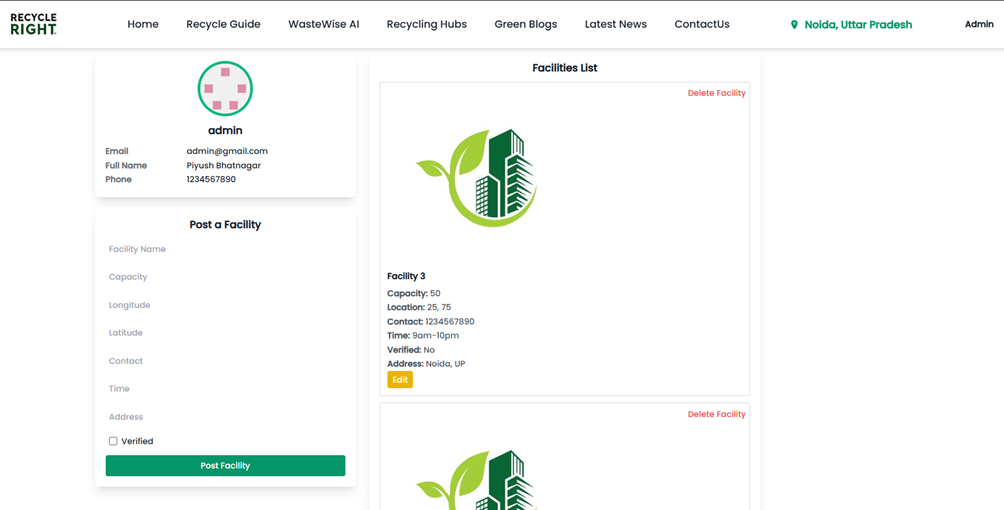 RECYCLE
RIGHT
Home Recycle Guide WasteWise AI Recycling Hubs Green Blogs Latest News ContactUs
Noida, Uttar Pradesh
Admin
admin
Email admin@gmail.com
Full Name Piyush Bhatnagar
Phone 1234567890
Post a Facility
Facility Name
Capacity
Longitude
Latitude
Contact
Time
Address
Verified
Post Facility
Facilities List
Delete Facility
Facility 3
Capacity: 50
Location: 25, 75
Contact: 1234567890
Time: 9am-10pm
Verified: No
Address: Noida, UP
Edit
Delete Facility